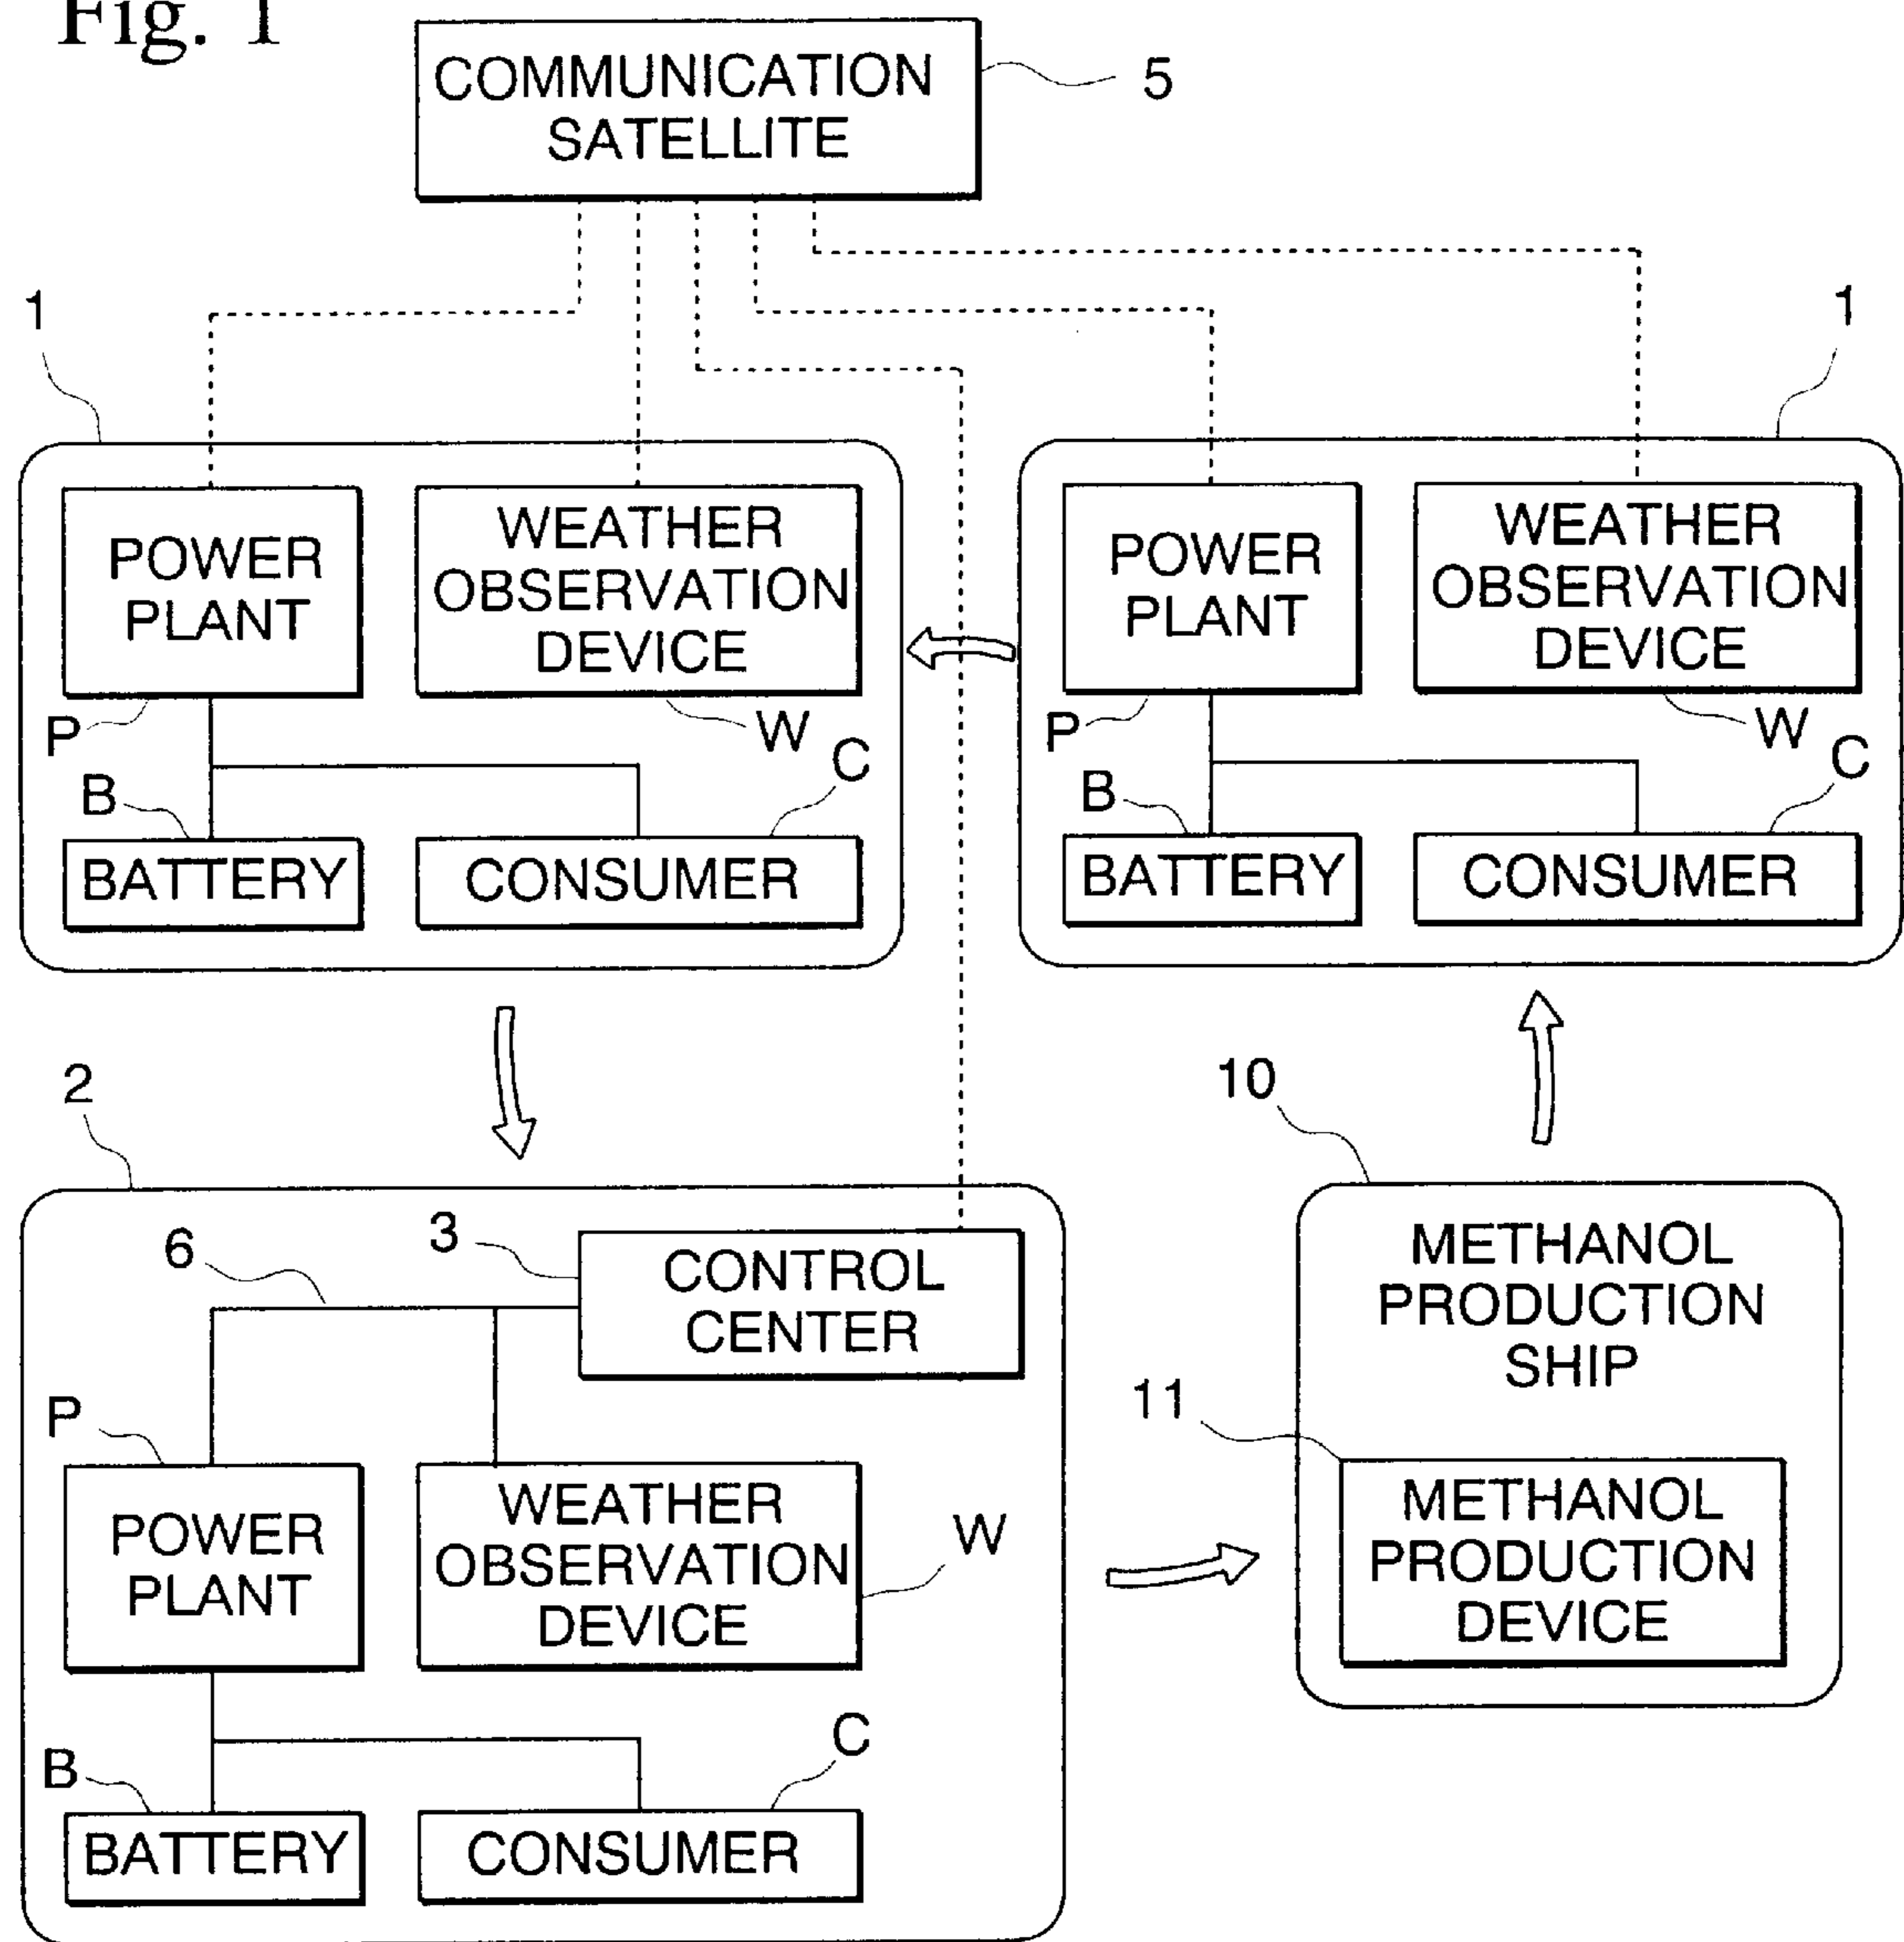 Fig. 1
COMMUNICATION
SATELLITE
5
1
1
POWER
PLANT
WEATHER
OBSERVATION
DEVICE
P
W
B
C
BATTERY
CONSUMER
POWER
PLANT
WEATHER
OBSERVATION
DEVICE
P
W
B
C
BATTERY
CONSUMER
2
6
3
CONTROL
CENTER
P
POWER
PLANT
WEATHER
OBSERVATION
DEVICE
W
B
C
BATTERY
CONSUMER
10
METHANOL
PRODUCTION
SHIP
11
METHANOL
PRODUCTION
DEVICE